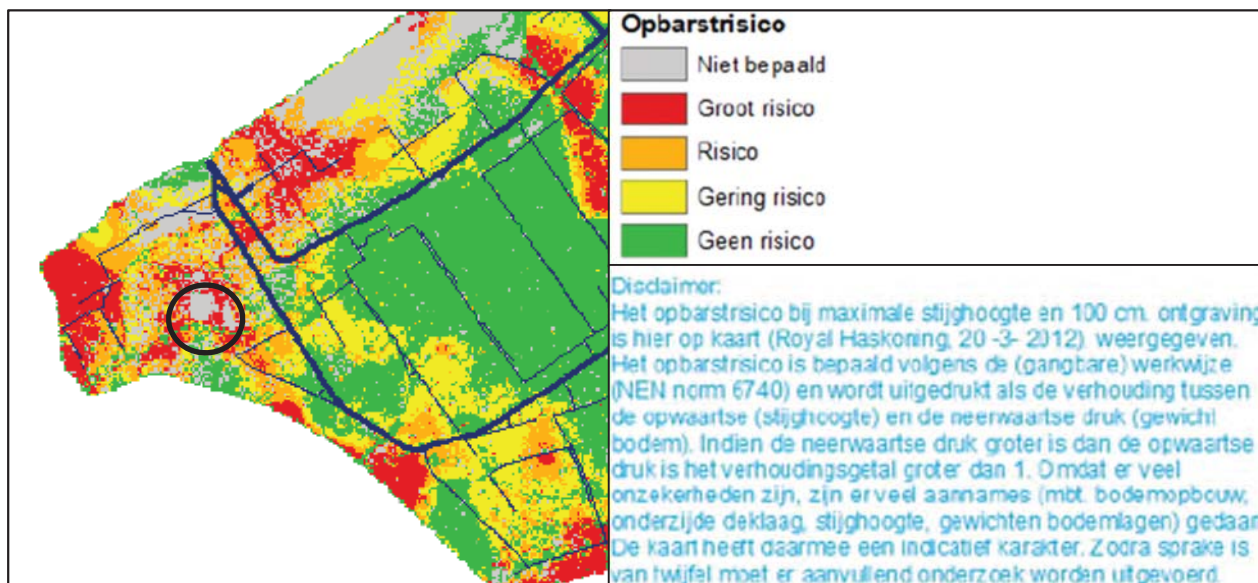 Opbarstrisico
Niet bepaald
Groot risico
Risico
Gering risico
Geen risico
Disclaimer:
Het opbarstrisico bij maximale stijghoogte en 100 cm. ontgraving
is hier op kaart (Royal Haskoning, 20 -3- 2012) weergegeven.
Het opbarstrisico is bepaald volgens de (gangbare) werkwijze
(NEN norm 6740) en wordt uitgedrukt als de verhouding tussen
de opwaartse (stijghoogte) en de neerwaartse druk (gewicht
bodem). Indien de neerwaartse druk groter is dan de opwaartse
druk is het verhoudingsgetal groter dan 1. Omdat er veel
onzekerheden zijn, zijn er veel aannames (mbt. bodemopbouw,
onderzijde deklaag, stijghoogte, gewichten bodemlagen) gedaan
De kaart heeft daarmee een indicatief karakter. Zodra sprake is
van twijfel moet er aanvullend onderzoek worden uitgevoerd.